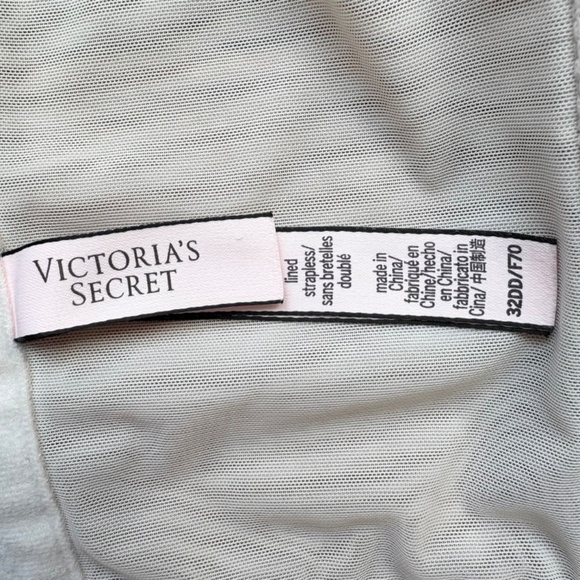 VICTORIA'S
SECRET
lined
strapless/
sans bretelles
doublé
made in
China/
fabriqué en
Chine/hecho
en China/
fabbricato in
Cina/ 中国制造
32DD/F70